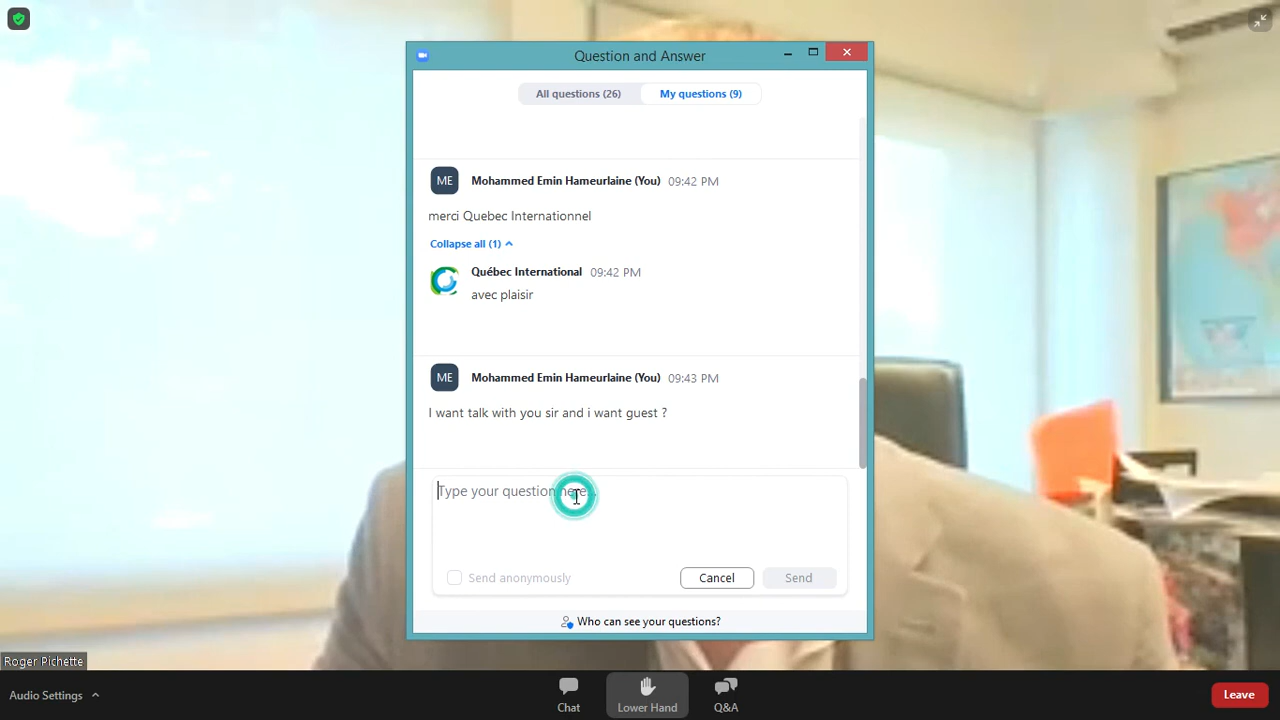 Question and Answer
All questions (26)
My questions (9)
ME
Mohammed Emin Hameurlaine (You) 09:42 PM
merci Quebec Internationnel
Collapse all (1)
Québec International 09:42 PM
avec plaisir
ME
Mohammed Emin Hameurlaine (You) 09:43 PM
I want talk with you sir and i want guest ?
Type your question here...
Send anonymously
Cancel
Send
Who can see your questions?
Roger Pichette
Audio Settings
Chat
Lower Hand
Q&A
Leave